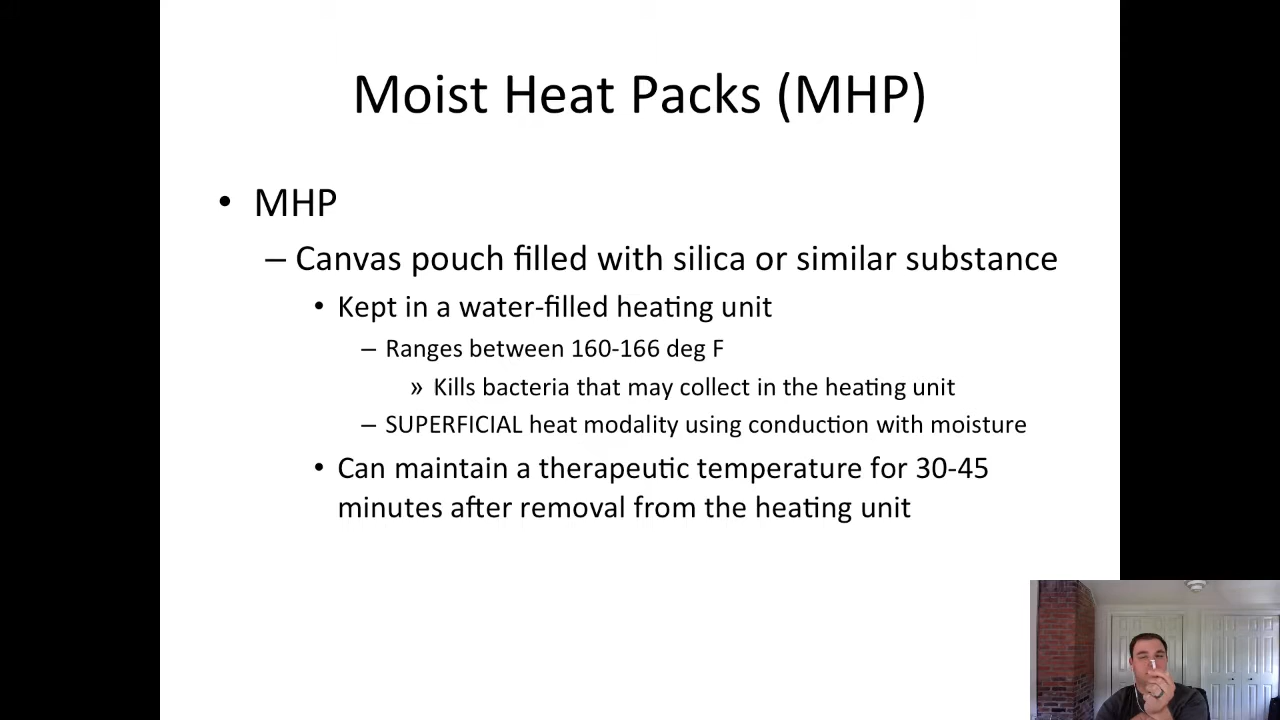 Moist Heat Packs (MHP)
• MHP
– Canvas pouch filled with silica or similar substance
• Kept in a water-filled heating unit
– Ranges between 160-166 deg F
» Kills bacteria that may collect in the heating unit
– SUPERFICIAL heat modality using conduction with moisture
• Can maintain a therapeutic temperature for 30-45
minutes after removal from the heating unit